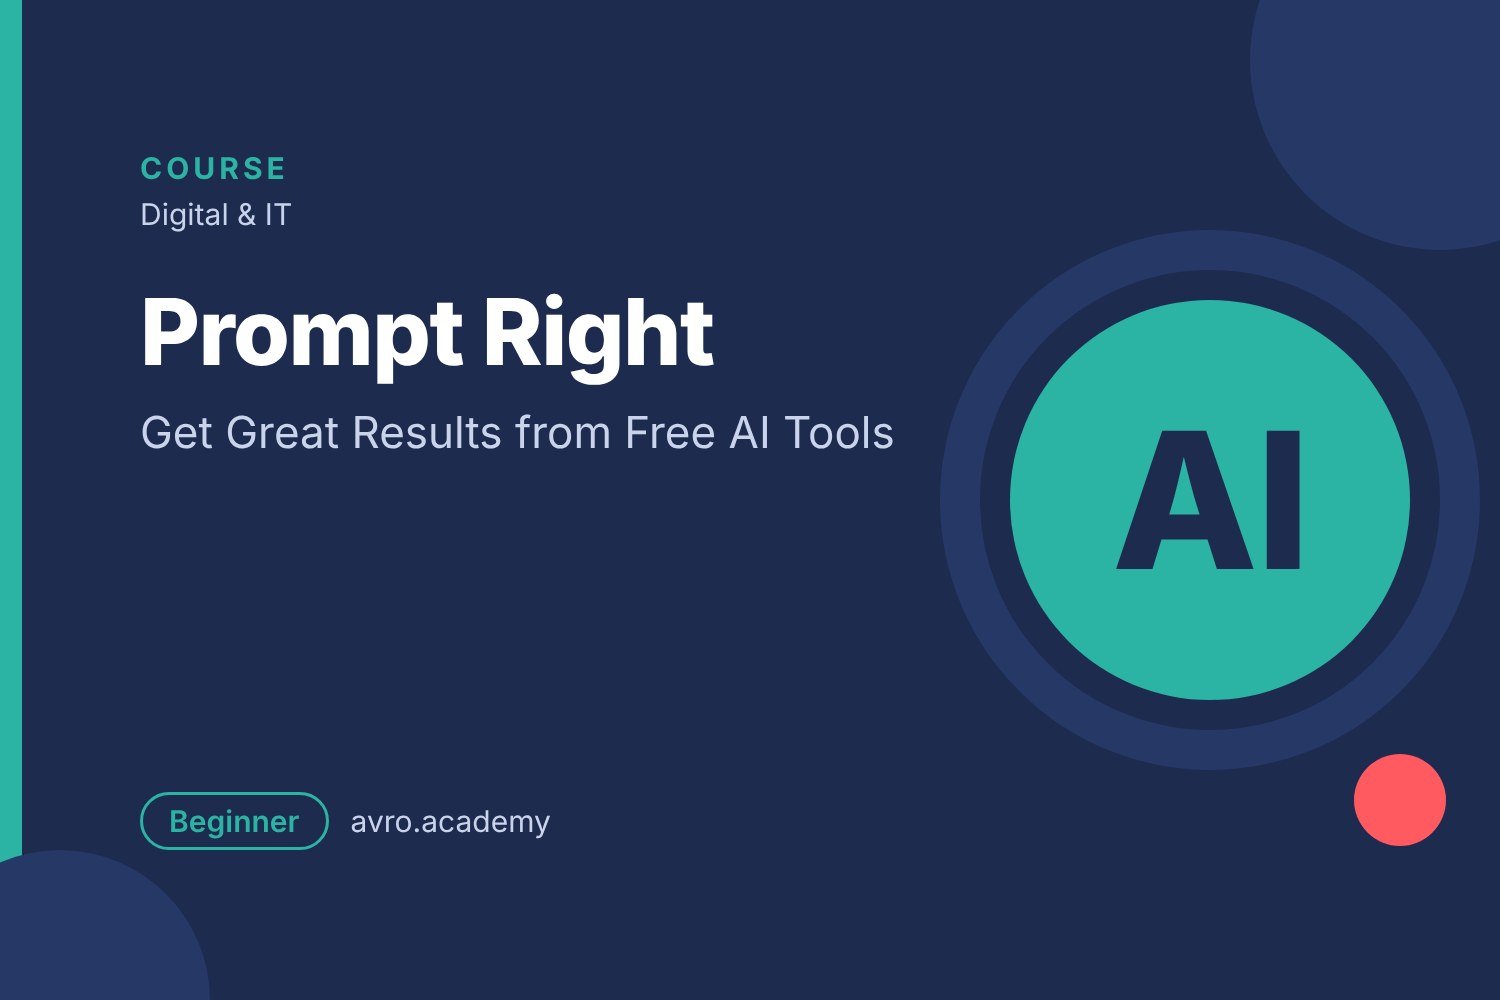 COURSE
Digital & IT
Prompt Right
Get Great Results from Free AI Tools
AI
Beginner
avro.academy